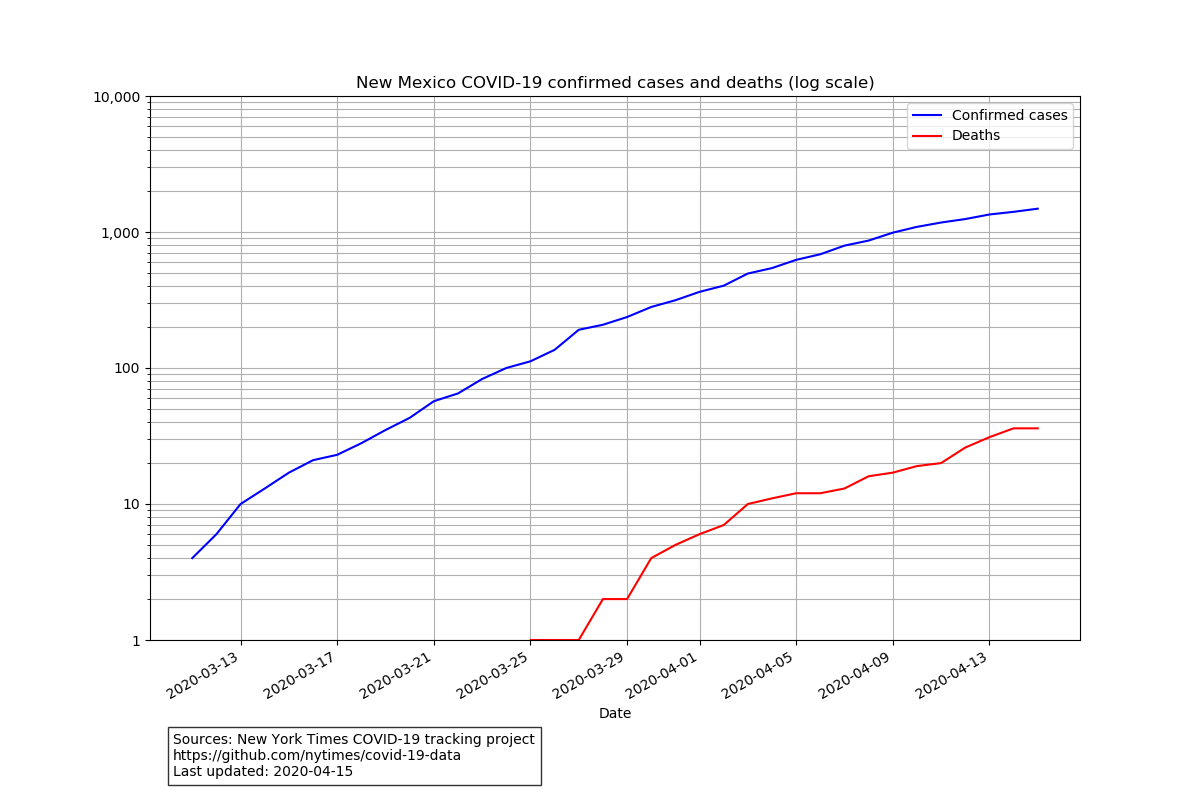 New Mexico COVID-19 confirmed cases and deaths (log scale)
10,000
1,000
100
10
1
Confirmed cases
Deaths
2020-03-13
2020-03-17
2020-03-21
2020-03-25
2020-03-29
2020-04-01
2020-04-05
2020-04-09
2020-04-13
Date
Sources: New York Times COVID-19 tracking project
https://github.com/nytimes/covid-19-data
Last updated: 2020-04-15